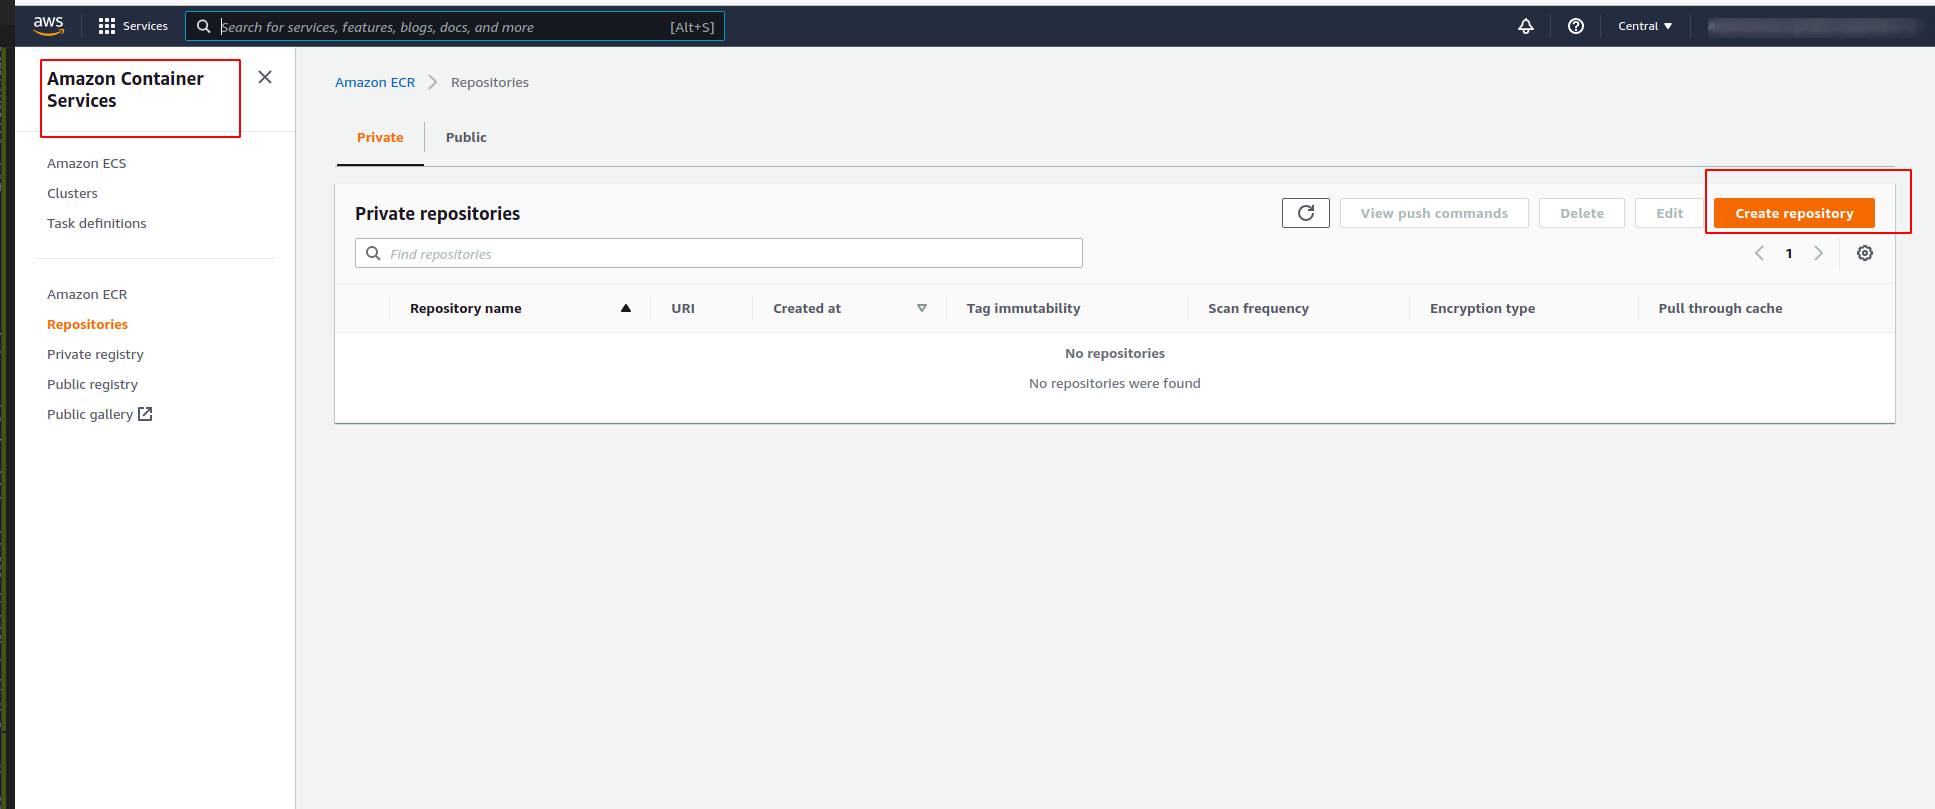 aws
Services
Search for services, features, blogs, docs, and more
[Alt+S]
Central
Amazon Container
Services
Amazon ECS
Clusters
Task definitions
Amazon ECR
Repositories
Private registry
Public registry
Public gallery
Amazon ECR
Repositories
Private
Public
Private repositories
View push commands
Delete
Edit
Create repository
Find repositories
1
Repository name
URI
Created at
Tag immutability
Scan frequency
Encryption type
Pull through cache
No repositories
No repositories were found